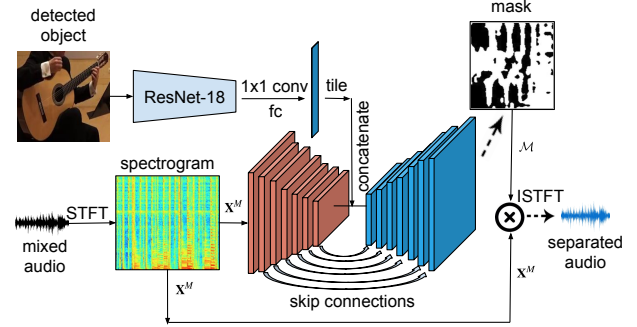 detected
object
ResNet-18
1x1 conv
fc
tile
concatenate
mask
ℳ
spectrogram
STFT
mixed
audio
X^M
X^M
skip connections
ISTFT
separated
audio
X^M